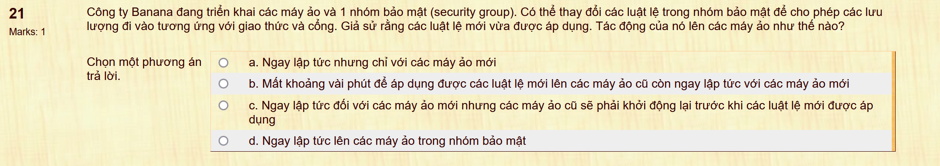 21
Marks: 1
Công ty Banana đang triển khai các máy ảo và 1 nhóm bảo mật (security group). Có thể thay đổi các luật lệ trong nhóm bảo mật để cho phép các lưu
lượng đi vào tương ứng với giao thức và cổng. Giả sử rằng các luật lệ mới vừa được áp dụng. Tác động của nó lên các máy ảo như thế nào?
Chọn một phương án
trả lời.
a. Ngay lập tức nhưng chỉ với các máy ảo mới
b. Mất khoảng vài phút để áp dụng được các luật lệ mới lên các máy ảo cũ còn ngay lập tức với các máy ảo mới
c. Ngay lập tức đối với các máy ảo mới nhưng các máy ảo cũ sẽ phải khởi động lại trước khi các luật lệ mới được áp
dụng
d. Ngay lập tức lên các máy ảo trong nhóm bảo mật